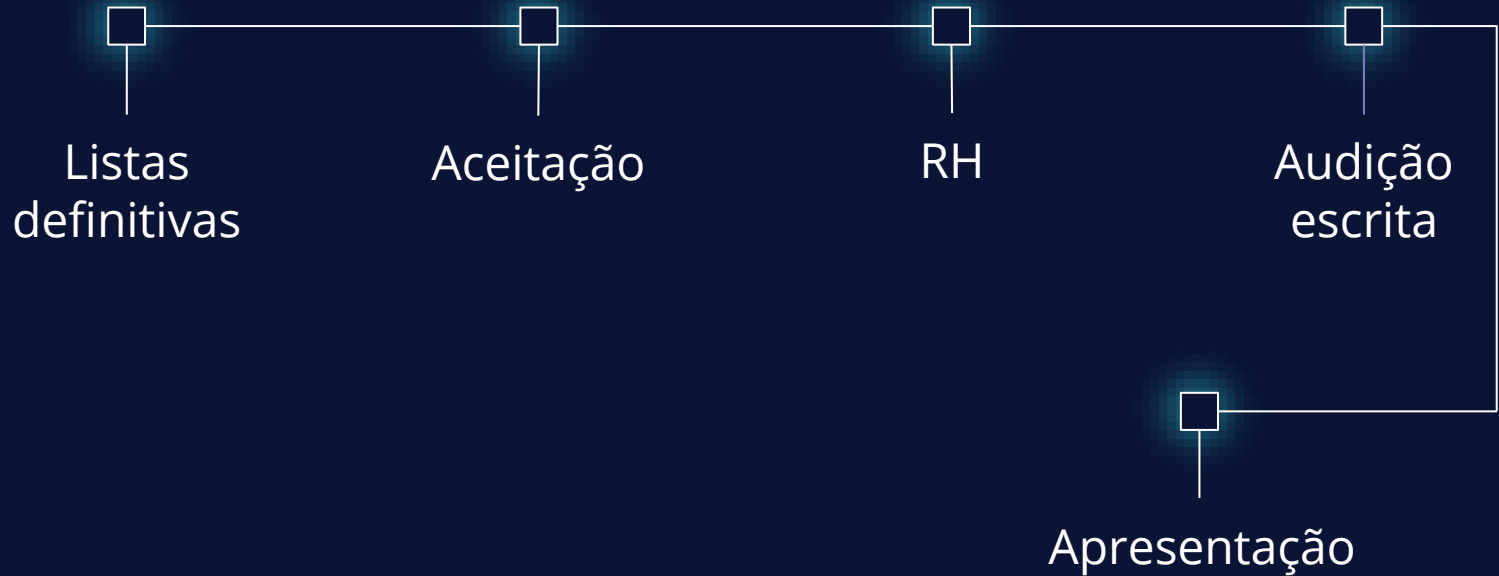 Listas
definitivas
Aceitação
RH
Audição
escrita
Apresentação